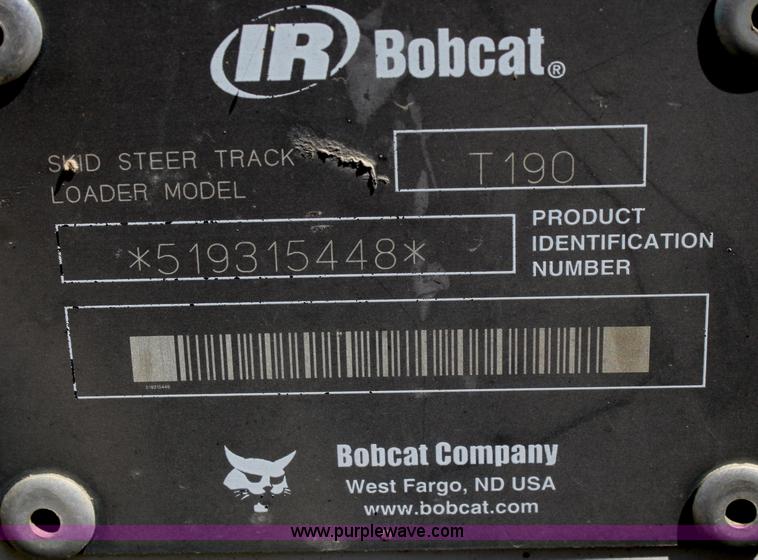 IR Bobcat®
SKID STEER TRACK
LOADER MODEL
T190
*519315448*
PRODUCT
IDENTIFICATION
NUMBER
519315448
Bobcat Company
West Fargo, ND USA
www.bobcat.com
www.purplewave.com